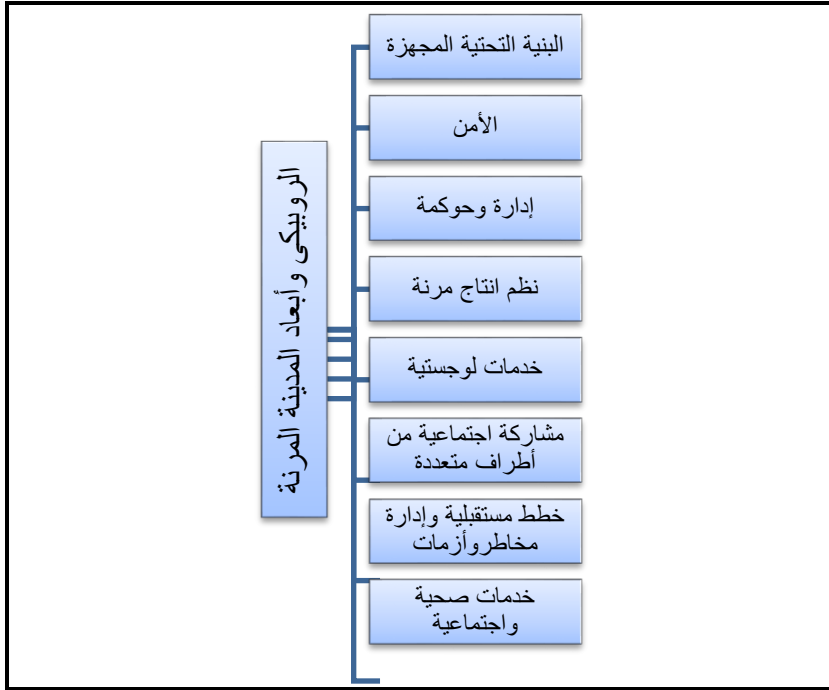 البنية التحتية المجهزة
الأمن
إدارة وحوكمة
نظم انتاج مرنة
خدمات لوجستية
مشاركة اجتماعية من
أطراف متعددة
خطط مستقبلية وإدارة
مخاطروأزمات
خدمات صحية
واجتماعية
الروبيكى وأبعاد المدينة المرنة